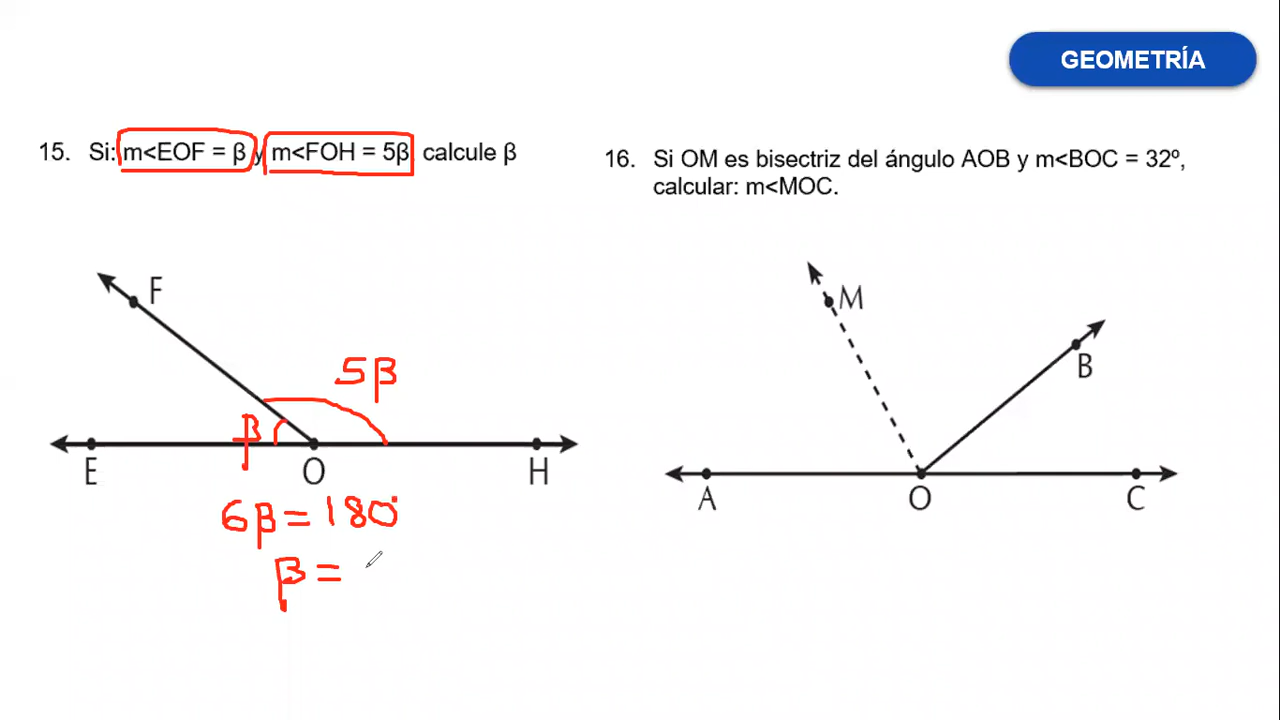 GEOMETRÍA
15. Si: m<EOF = β y m<FOH = 5β, calcule β
16. Si OM es bisectriz del ángulo AOB y m<BOC = 32º,
calcular: m<MOC.
F
5β
β
E
O
H
6β = 180°
β =
M
B
A
O
C